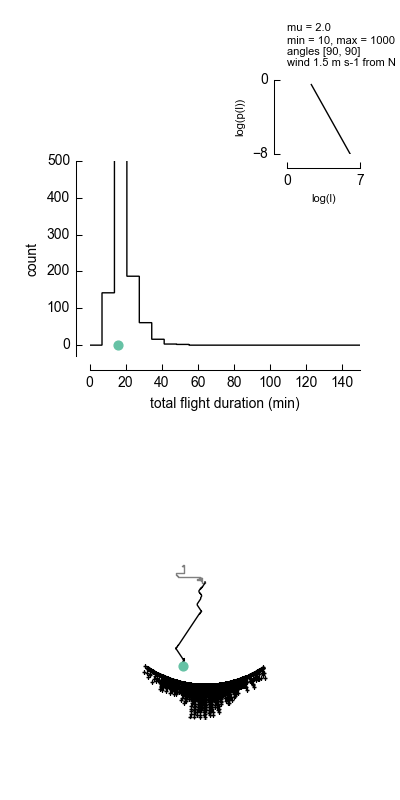 mu = 2.0
min = 10, max = 1000
angles [90, 90]
wind 1.5 m s-1 from N
0
log(p(l))
−8
0 7
log(l)
500
400
300
count
200
100
0
0 20 40 60 80 100 120 140
total flight duration (min)